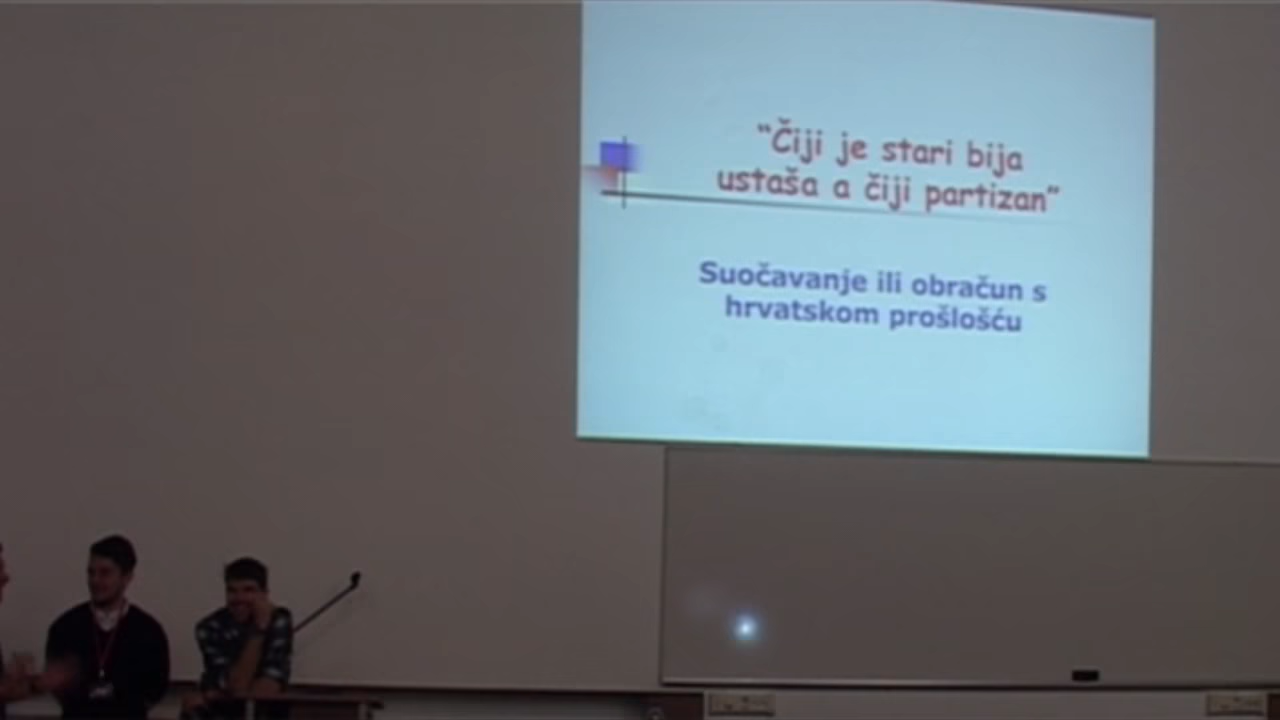 “Čiji je stari bija
ustaša a čiji partizan”
Suočavanje ili obračun s
hrvatskom prošlošću